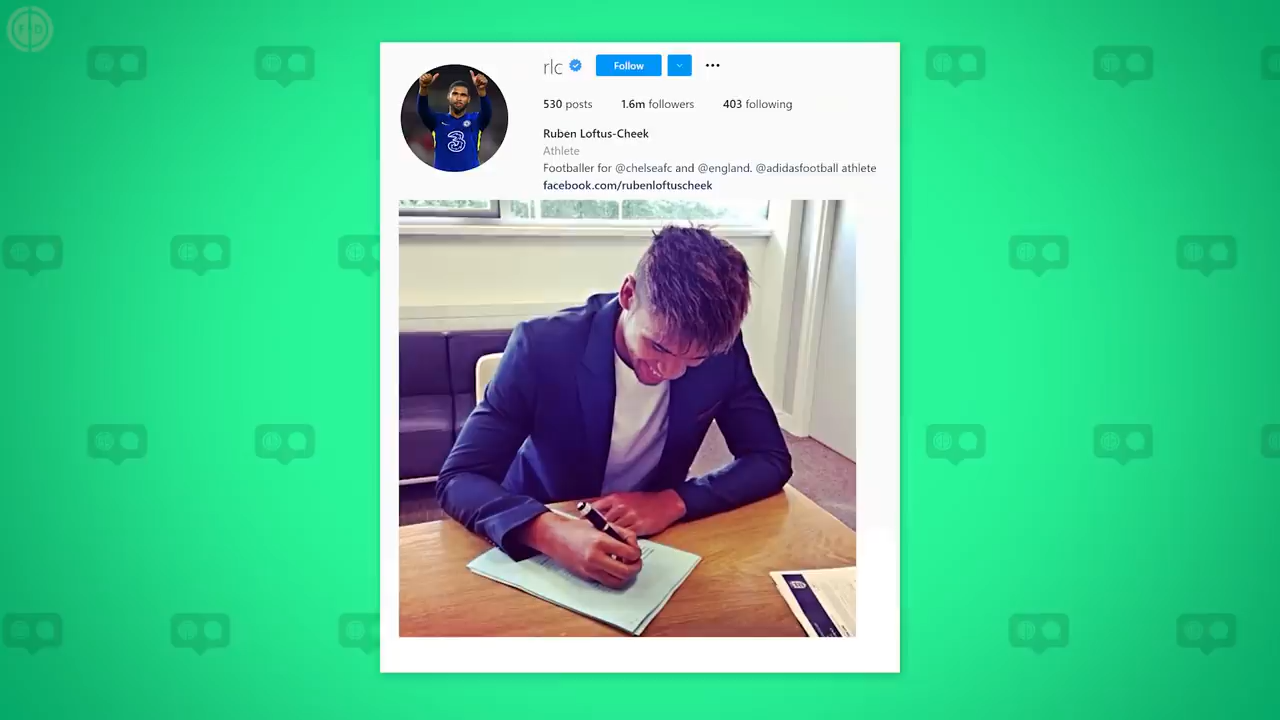 rlc Follow
530 posts 1.6m followers 403 following
Ruben Loftus-Cheek
Athlete
Footballer for @chelseafc and @england. @adidasfootball athlete
facebook.com/rubenloftuscheek
3